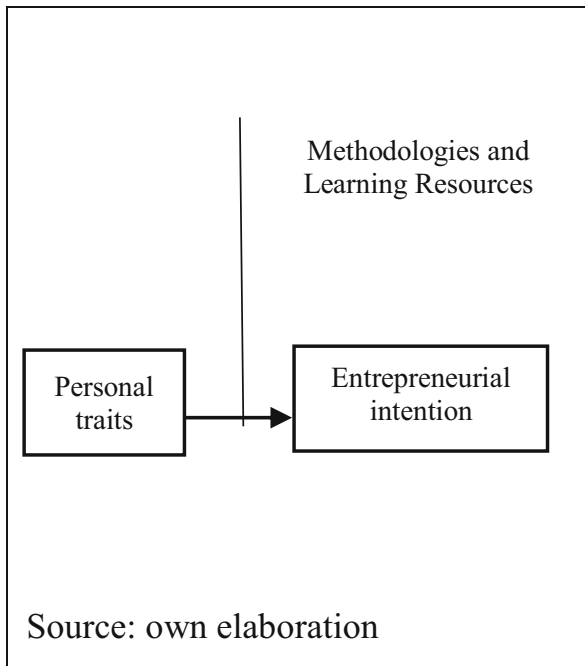 Methodologies and
Learning Resources
Personal
traits
Entrepreneurial
intention
Source: own elaboration